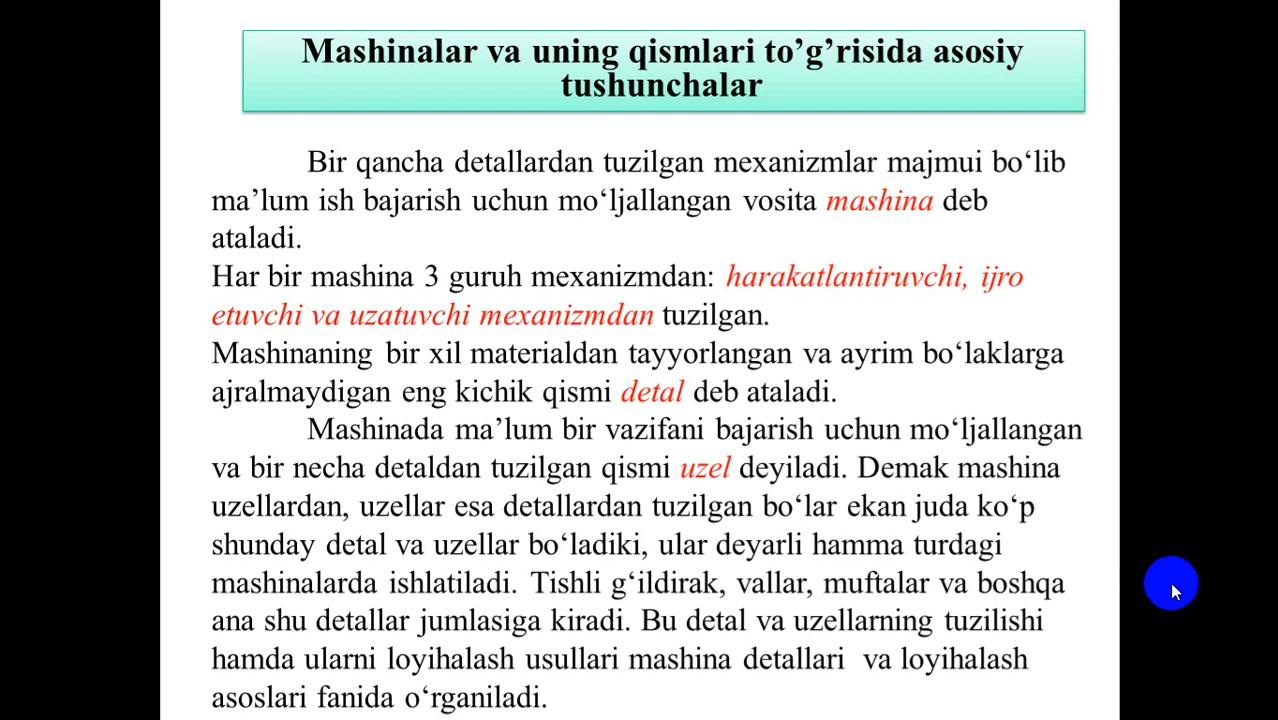 Mashinalar va uning qismlari to’g’risida asosiy
tushunchalar
Bir qancha detallardan tuzilgan mexanizmlar majmui bo‘lib
ma’lum ish bajarish uchun mo‘ljallangan vosita mashina deb
ataladi.
Har bir mashina 3 guruh mexanizmdan: harakatlantiruvchi, ijro
etuvchi va uzatuvchi mexanizmdan tuzilgan.
Mashinaning bir xil materialdan tayyorlangan va ayrim bo‘laklarga
ajralmaydigan eng kichik qismi detal deb ataladi.
Mashinada ma’lum bir vazifani bajarish uchun mo‘ljallangan
va bir necha detaldan tuzilgan qismi uzel deyiladi. Demak mashina
uzellardan, uzellar esa detallardan tuzilgan bo‘lar ekan juda ko‘p
shunday detal va uzellar bo‘ladiki, ular deyarli hamma turdagi
mashinalarda ishlatiladi. Tishli g‘ildirak, vallar, muftalar va boshqa
ana shu detallar jumlasiga kiradi. Bu detal va uzellarning tuzilishi
hamda ularni loyihalash usullari mashina detallari va loyihalash
asoslari fanida o‘rganiladi.